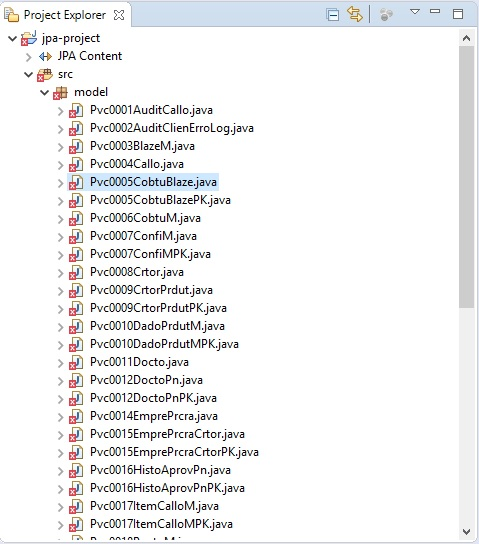 Project Explorer
jpa-project
JPA Content
src
model
Pvc0001AuditCallo.java
Pvc0002AuditClienErroLog.java
Pvc0003BlazeM.java
Pvc0004Callo.java
Pvc0005CobtuBlaze.java
Pvc0005CobtuBlazePK.java
Pvc0006CobtuM.java
Pvc0007ConfiM.java
Pvc0007ConfiMPK.java
Pvc0008Crtor.java
Pvc0009CrtorPrdut.java
Pvc0009CrtorPrdutPK.java
Pvc0010DadoPrdutM.java
Pvc0010DadoPrdutMPK.java
Pvc0011Docto.java
Pvc0012DoctoPn.java
Pvc0012DoctoPnPK.java
Pvc0014EmprePrcra.java
Pvc0015EmprePrcraCrtor.java
Pvc0015EmprePrcraCrtorPK.java
Pvc0016HistoAprovPn.java
Pvc0016HistoAprovPnPK.java
Pvc0017ItemCalloM.java
Pvc0017ItemCalloMPK.java